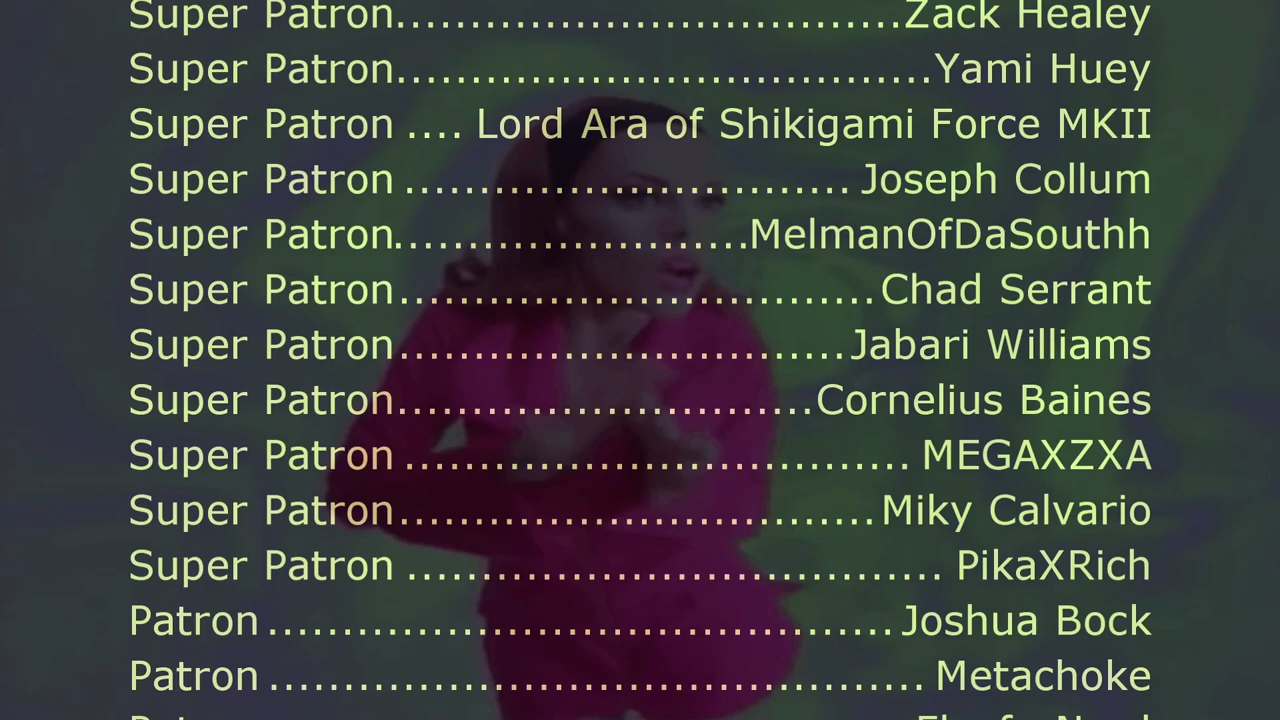 Super Patron..................................Zack Healey
Super Patron....................................Yami Huey
Super Patron .... Lord Ara of Shikigami Force MKII
Super Patron .............................. Joseph Collum
Super Patron........................MelmanOfDaSouthh
Super Patron................................Chad Serrant
Super Patron..............................Jabari Williams
Super Patron............................Cornelius Baines
Super Patron .................................. MEGAXZXA
Super Patron................................Miky Calvario
Super Patron .................................... PikaXRich
Patron ..........................................Joshua Bock
Patron ............................................ Metachoke